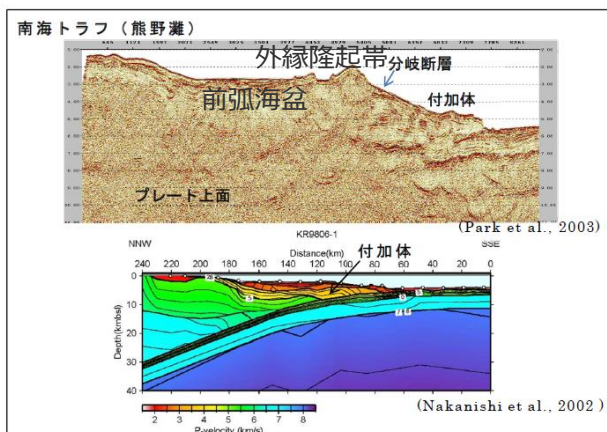 南海トラフ（熊野灘）
外縁隆起帯
分岐断層
前弧海盆
付加体
プレート上面
(Park et al., 2003)
KR9806-1
NNW
Distance(km)
SSE
付加体
240 220 200 180 160 140 120 100 80 60 40 20 0
0
10
20
30
40
Depth(kmbsl)
(Nakanishi et al., 2002)
2 3 4 5 6 7 8
P-velocity (km/s)